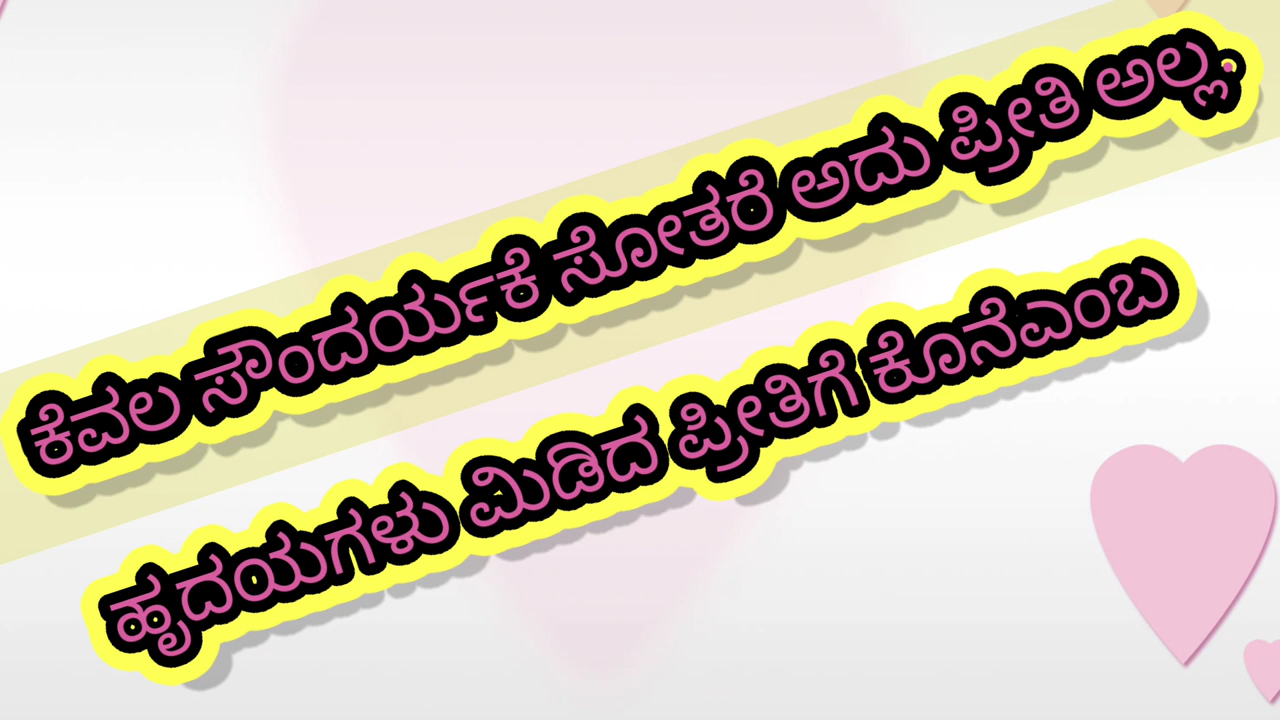 ಕೆವಲ ಸೌಂದರ್ಯಕೆ ಸೋತರೆ ಅದು ಪ್ರೀತಿ ಅಲ್ಲ.
ಹೃದಯಗಳು ಮಿಡಿದ ಪ್ರೀತಿಗೆ ಕೊನೆಎಂಬ